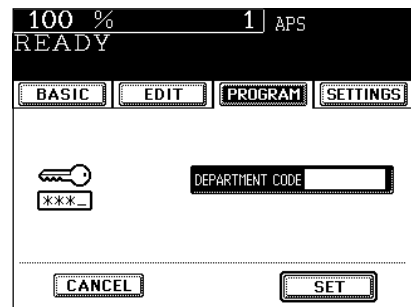 100 % 1 APS
READY
BASIC EDIT PROGRAM SETTINGS
DEPARTMENT CODE
***_
CANCEL SET